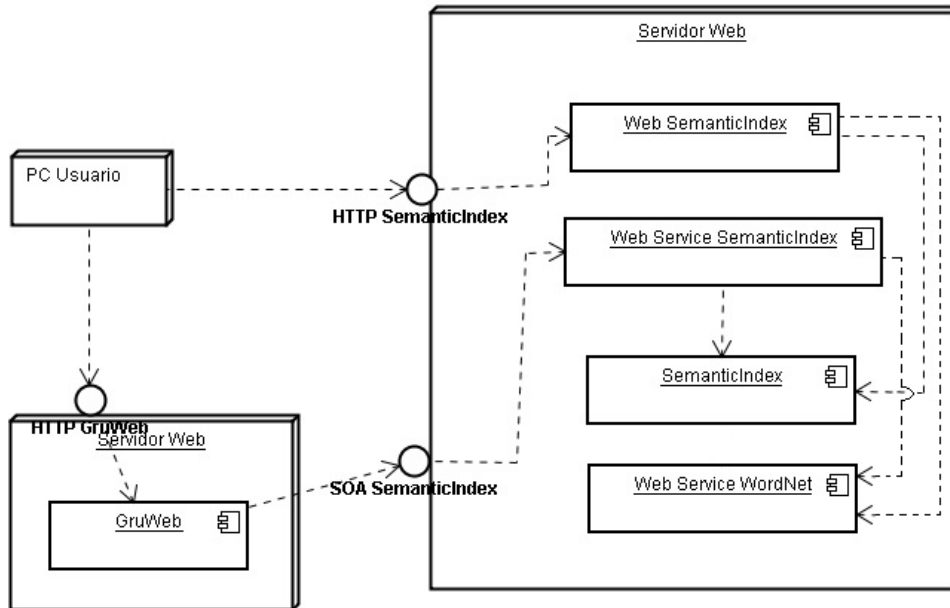 Servidor Web
Web SemanticIndex
PC Usuario
HTTP SemanticIndex
Web Service SemanticIndex
SemanticIndex
HTTP GruWeb
Servidor Web
SOA SemanticIndex
Web Service WordNet
GruWeb